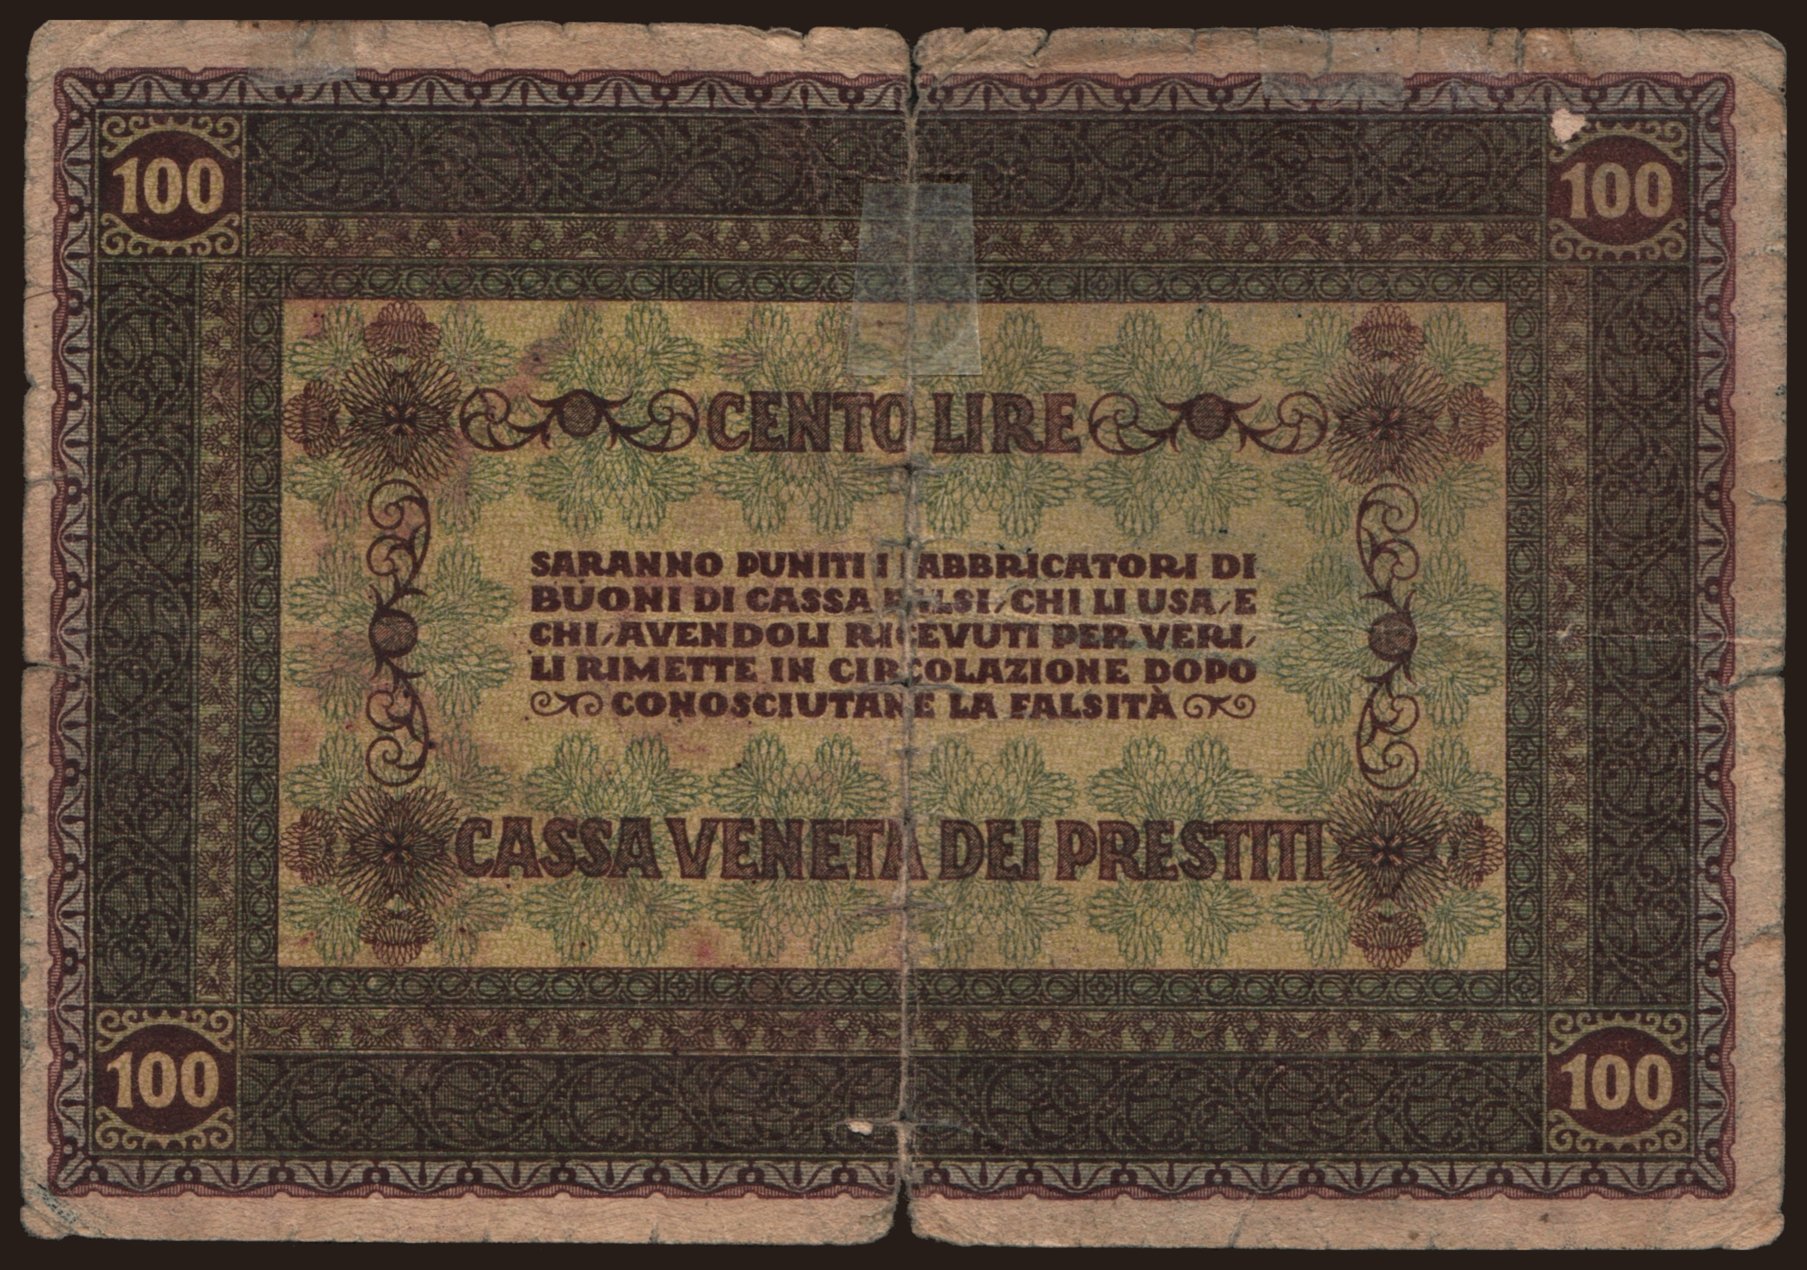 100 100
CENTO LIRE
SARANNO PUNITI I FABBRICATORI DI
BUONI DI CASSA FALSI, CHI LI USA, E
CHI, AVENDOLI RICEVUTI PER VERI,
LI RIMETTE IN CIRCOLAZIONE DOPO
CONOSCIUTANE LA FALSITÀ
CASSA VENETA DEI PRESTITI
100 100